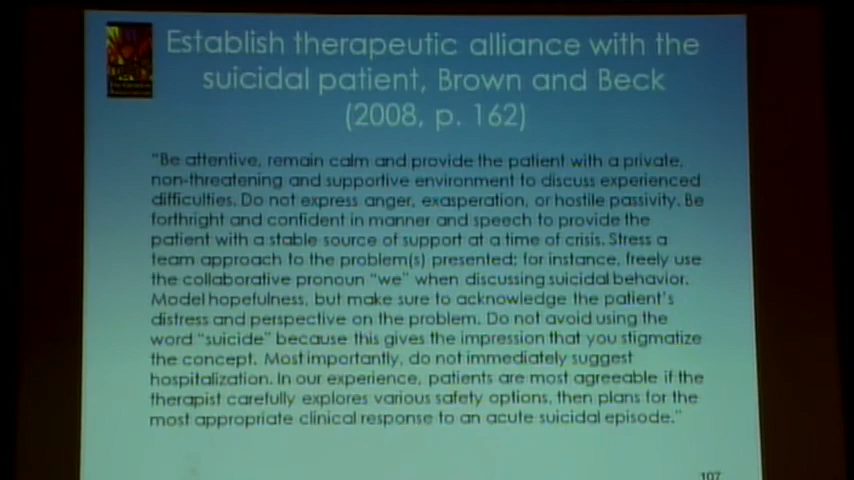 Establish therapeutic alliance with the
suicidal patient, Brown and Beck
(2008, p. 162)
"Be attentive, remain calm and provide the patient with a private,
non-threatening and supportive environment to discuss experienced
difficulties. Do not express anger, exasperation, or hostile passivity. Be
forthright and confident in manner and speech to provide the
patient with a stable source of support at a time of crisis. Stress a
team approach to the problem(s) presented; for instance, freely use
the collaborative pronoun "we" when discussing suicidal behavior.
Model hopefulness, but make sure to acknowledge the patient's
distress and perspective on the problem. Do not avoid using the
word "suicide" because this gives the impression that you stigmatize
the concept. Most importantly, do not immediately suggest
hospitalization. In our experience, patients are most agreeable if the
therapist carefully explores various safety options, then plans for the
most appropriate clinical response to an acute suicidal episode."
107